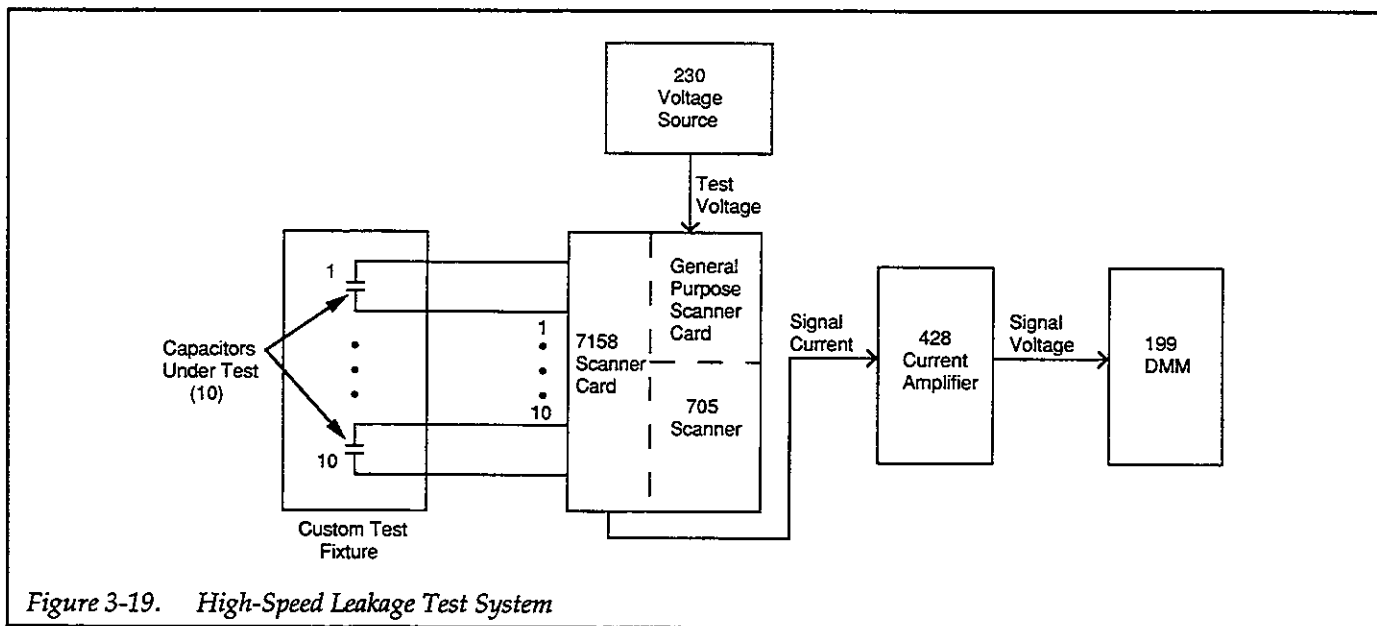 230
Voltage
Source
Test
Voltage
1
10
Capacitors
Under Test
(10)
Custom Test
Fixture
1
10
7158
Scanner
Card
General
Purpose
Scanner
Card
705
Scanner
Signal
Current
428
Current
Amplifier
Signal
Voltage
199
DMM
Figure 3-19. High-Speed Leakage Test System